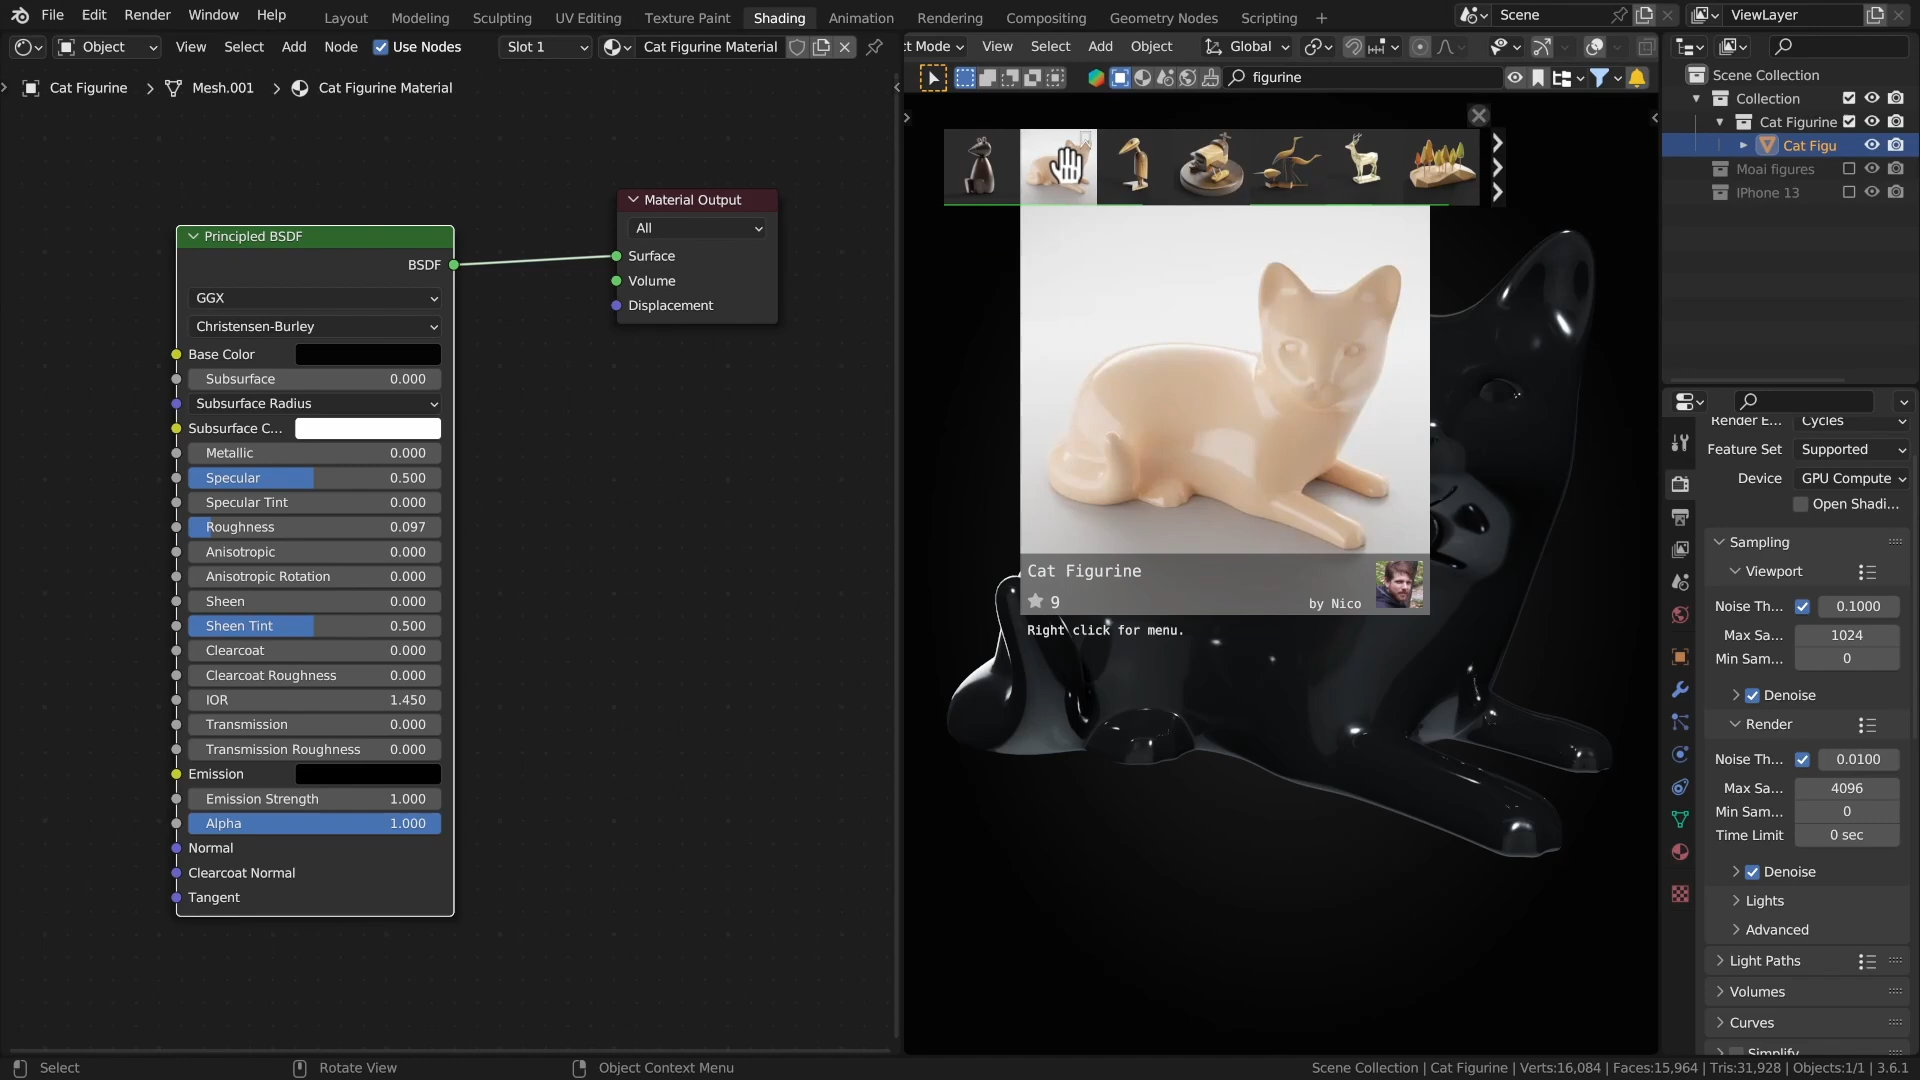 File Edit Render Window Help Layout Modeling Sculpting UV Editing Texture Paint Shading Animation Rendering Compositing Geometry Nodes Scripting + Scene ViewLayer
Object View Select Add Node Use Nodes Slot 1 Cat Figurine Material
ct Mode View Select Add Object Global
figurine
Cat Figurine > Mesh.001 > Cat Figurine Material
Scene Collection
Collection
Cat Figurine
Cat Figu
Moai figures
IPhone 13
Material Output
All
Surface
Volume
Displacement
Principled BSDF
BSDF
GGX
Christensen-Burley
Base Color
Subsurface 0.000
Subsurface Radius
Subsurface C...
Metallic 0.000
Specular 0.500
Specular Tint 0.000
Roughness 0.097
Anisotropic 0.000
Anisotropic Rotation 0.000
Sheen 0.000
Sheen Tint 0.500
Clearcoat 0.000
Clearcoat Roughness 0.000
IOR 1.450
Transmission 0.000
Transmission Roughness 0.000
Emission
Emission Strength 1.000
Alpha 1.000
Normal
Clearcoat Normal
Tangent
Cat Figurine
9 by Nico
Right click for menu.
Render E... Cycles
Feature Set Supported
Device GPU Compute
Open Shadi...
Sampling
Viewport
Noise Th... 0.1000
Max Sa... 1024
Min Sam... 0
Denoise
Render
Noise Th... 0.0100
Max Sa... 4096
Min Sam... 0
Time Limit 0 sec
Denoise
Lights
Advanced
Light Paths
Volumes
Curves
Simplify
Select Rotate View Object Context Menu
Scene Collection | Cat Figurine | Verts:16,084 | Faces:15,964 | Tris:31,928 | Objects:1/1 | 3.6.1